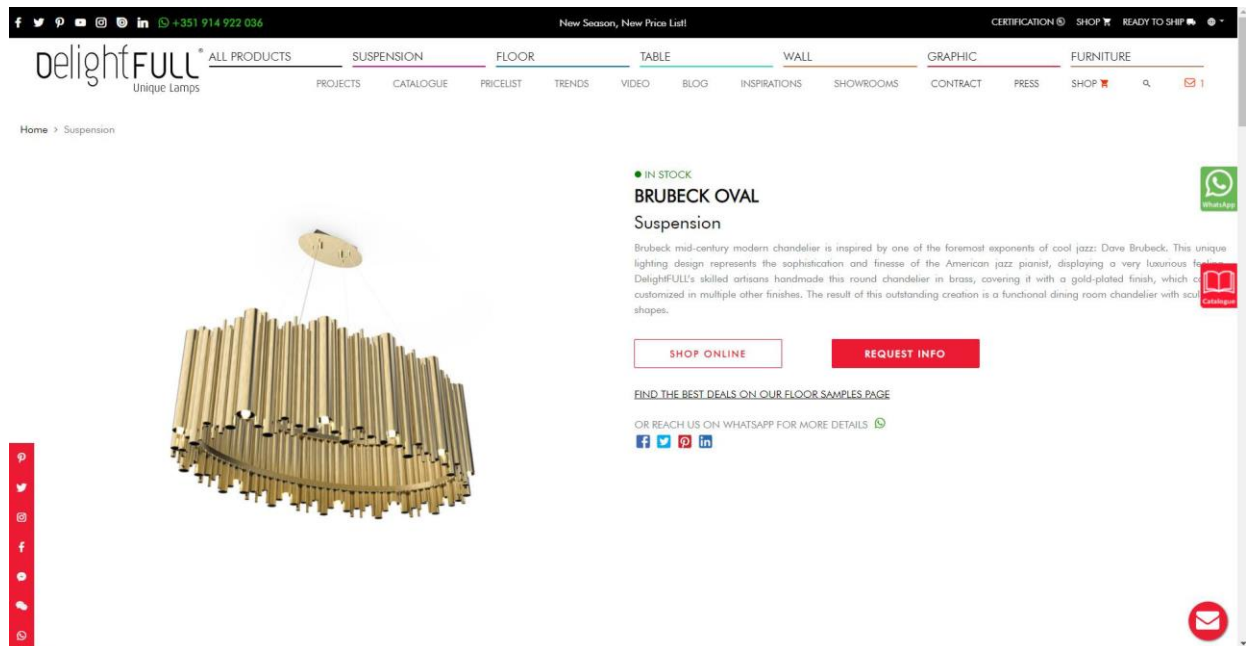 +351 914 922 036
New Season, New Price List!
CERTIFICATION
SHOP
READY TO SHIP
DelightFULL®
Unique Lamps
ALL PRODUCTS
SUSPENSION
FLOOR
TABLE
WALL
GRAPHIC
FURNITURE
PROJECTS
CATALOGUE
PRICELIST
TRENDS
VIDEO
BLOG
INSPIRATIONS
SHOWROOMS
CONTRACT
PRESS
SHOP
1
Home > Suspension
IN STOCK
BRUBECK OVAL
Suspension
Brubeck mid-century modern chandelier is inspired by one of the foremost exponents of cool jazz: Dave Brubeck. This unique
lighting design represents the sophistication and finesse of the American jazz pianist, displaying a very luxurious
DelightFULL's skilled artisans handmade this round chandelier in brass, covering it with a gold-plated finish, which
customized in multiple other finishes. The result of this outstanding creation is a functional dining room chandelier with
shapes.
SHOP ONLINE
REQUEST INFO
FIND THE BEST DEALS ON OUR FLOOR SAMPLES PAGE
OR REACH US ON WHATSAPP FOR MORE DETAILS
WhatsApp
Catalogue